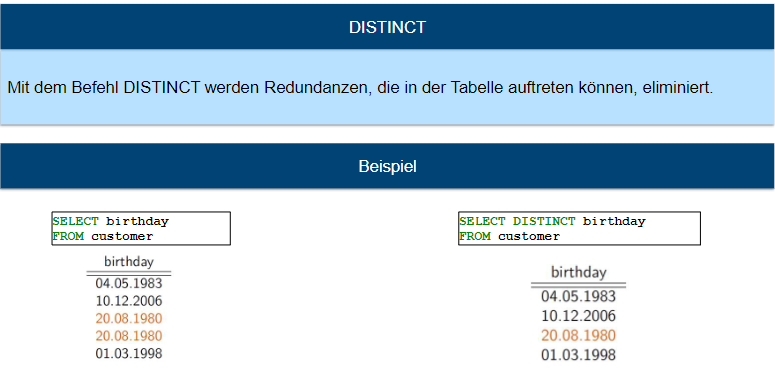 DISTINCT
Mit dem Befehl DISTINCT werden Redundanzen, die in der Tabelle auftreten können, eliminiert.
Beispiel
SELECT birthday
FROM customer
birthday
04.05.1983
10.12.2006
20.08.1980
20.08.1980
01.03.1998
SELECT DISTINCT birthday
FROM customer
birthday
04.05.1983
10.12.2006
20.08.1980
01.03.1998